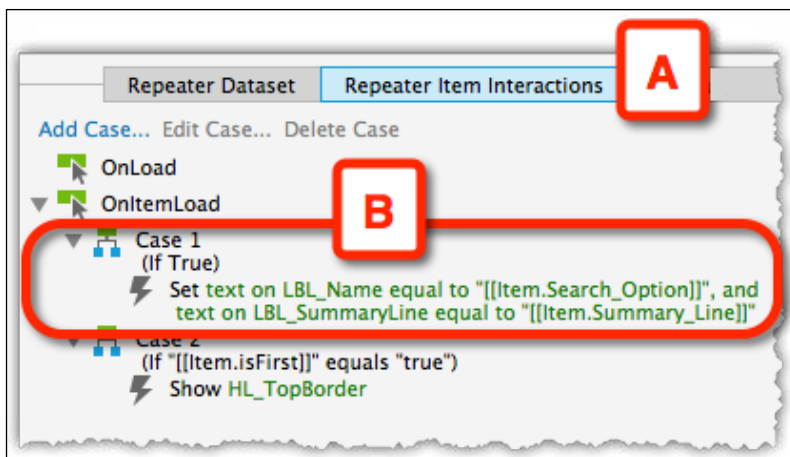 Repeater Dataset Repeater Item Interactions A
Add Case... Edit Case... Delete Case
OnLoad
OnItemLoad
B
Case 1
(If True)
Set text on LBL_Name equal to "[[Item.Search_Option]]", and
text on LBL_SummaryLine equal to "[[Item.Summary_Line]]"
Case 2
(If "[[Item.isFirst]]" equals "true")
Show HL_TopBorder